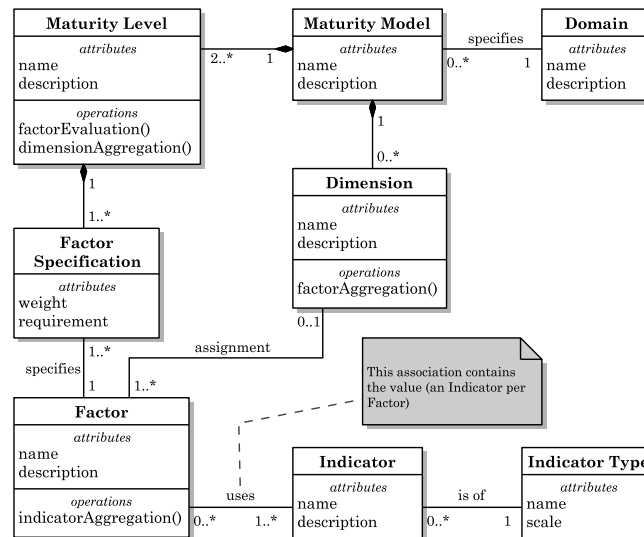 Maturity Level
attributes
name
description
operations
factorEvaluation()
dimensionAggregation()
2..*
1
Maturity Model
attributes
name
description
specifies
0..*
1
Domain
attributes
name
description
1
0..*
1
1..*
Dimension
attributes
name
description
operations
factorAggregation()
Factor
Specification
attributes
weight
requirement
0..1
assignment
1..*
1..*
specifies
1
This association contains
the value (an Indicator per
Factor)
Factor
attributes
name
description
operations
indicatorAggregation()
uses
0..*
1..*
Indicator
attributes
name
description
is of
0..*
1
Indicator Type
attributes
name
scale